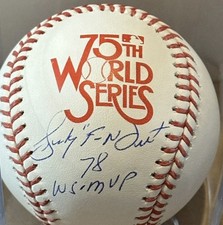 75TH
WORLD
SERIES
Bucky "F-N" Dent
78
WS-MVP